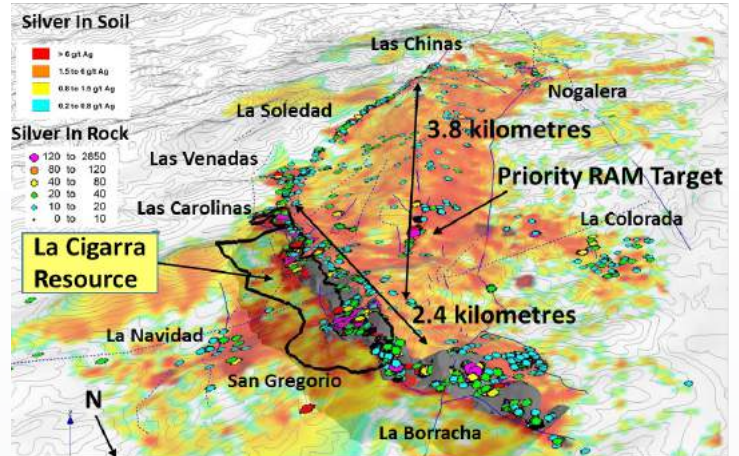 Silver In Soil
> 6 g/t Ag
1.5 to 6 g/t Ag
0.8 to 1.5 g/t Ag
0.2 to 0.8 g/t Ag
Silver In Rock
120 to 2850
80 to 120
40 to 80
20 to 40
10 to 20
0 to 10
Las Chinas
Nogalera
La Soledad
3.8 kilometres
Las Venadas
Priority RAM Target
Las Carolinas
La Colorada
La Cigarra
Resource
2.4 kilometres
La Navidad
San Gregorio
N
La Borracha